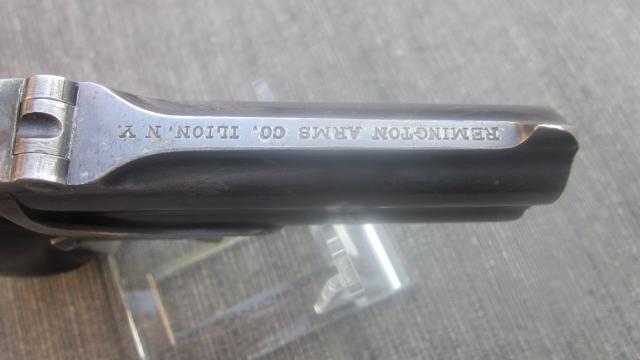 REMINGTON ARMS CO. ILION. N Y.